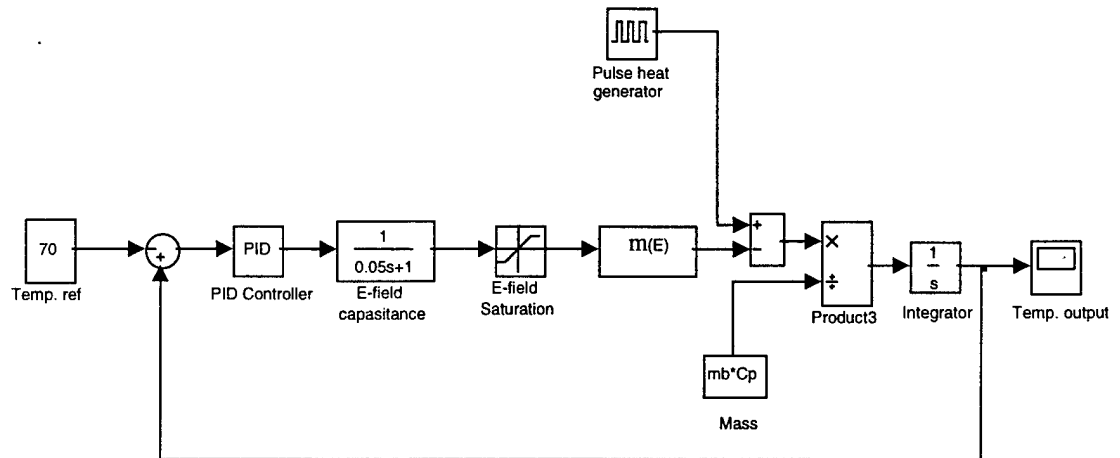 Pulse heat
generator
70
Temp. ref
−
+
PID
PID Controller
1
0.05s+1
E-field
capasitance
E-field
Saturation
m(E)
+
−
×
÷
Product3
mb*Cp
Mass
1
s
Integrator
Temp. output